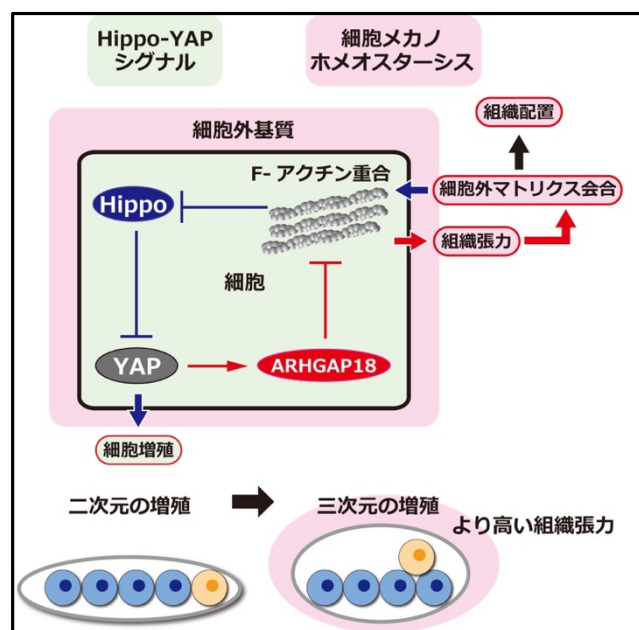 Hippo-YAP
シグナル
細胞メカノ
ホメオスターシス
細胞外基質
組織配置
F- アクチン重合
細胞外マトリクス会合
Hippo
組織張力
細胞
YAP
ARHGAP18
細胞増殖
二次元の増殖
三次元の増殖
より高い組織張力